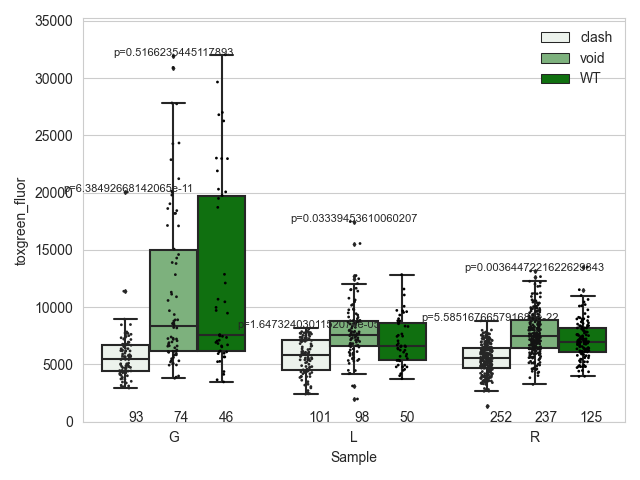 35000
clash
void
WT
p=0.5166235445117893
30000
25000
p=6.38492668142065e-11
20000
p=0.03339453610060207
15000
p=0.0036447221622629843
10000
5000
0
93
74
46
101
98
50
252
237
125
G
L
R
Sample
toxgreen_fluor